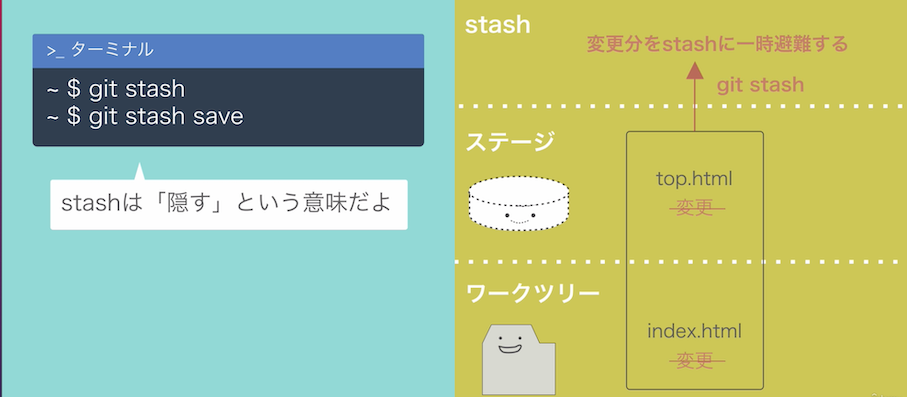 >_ ターミナル
~ $ git stash
~ $ git stash save
stashは「隠す」という意味だよ
stash
変更分をstashに一時避難する
git stash
ステージ
top.html
変更
ワークツリー
index.html
変更